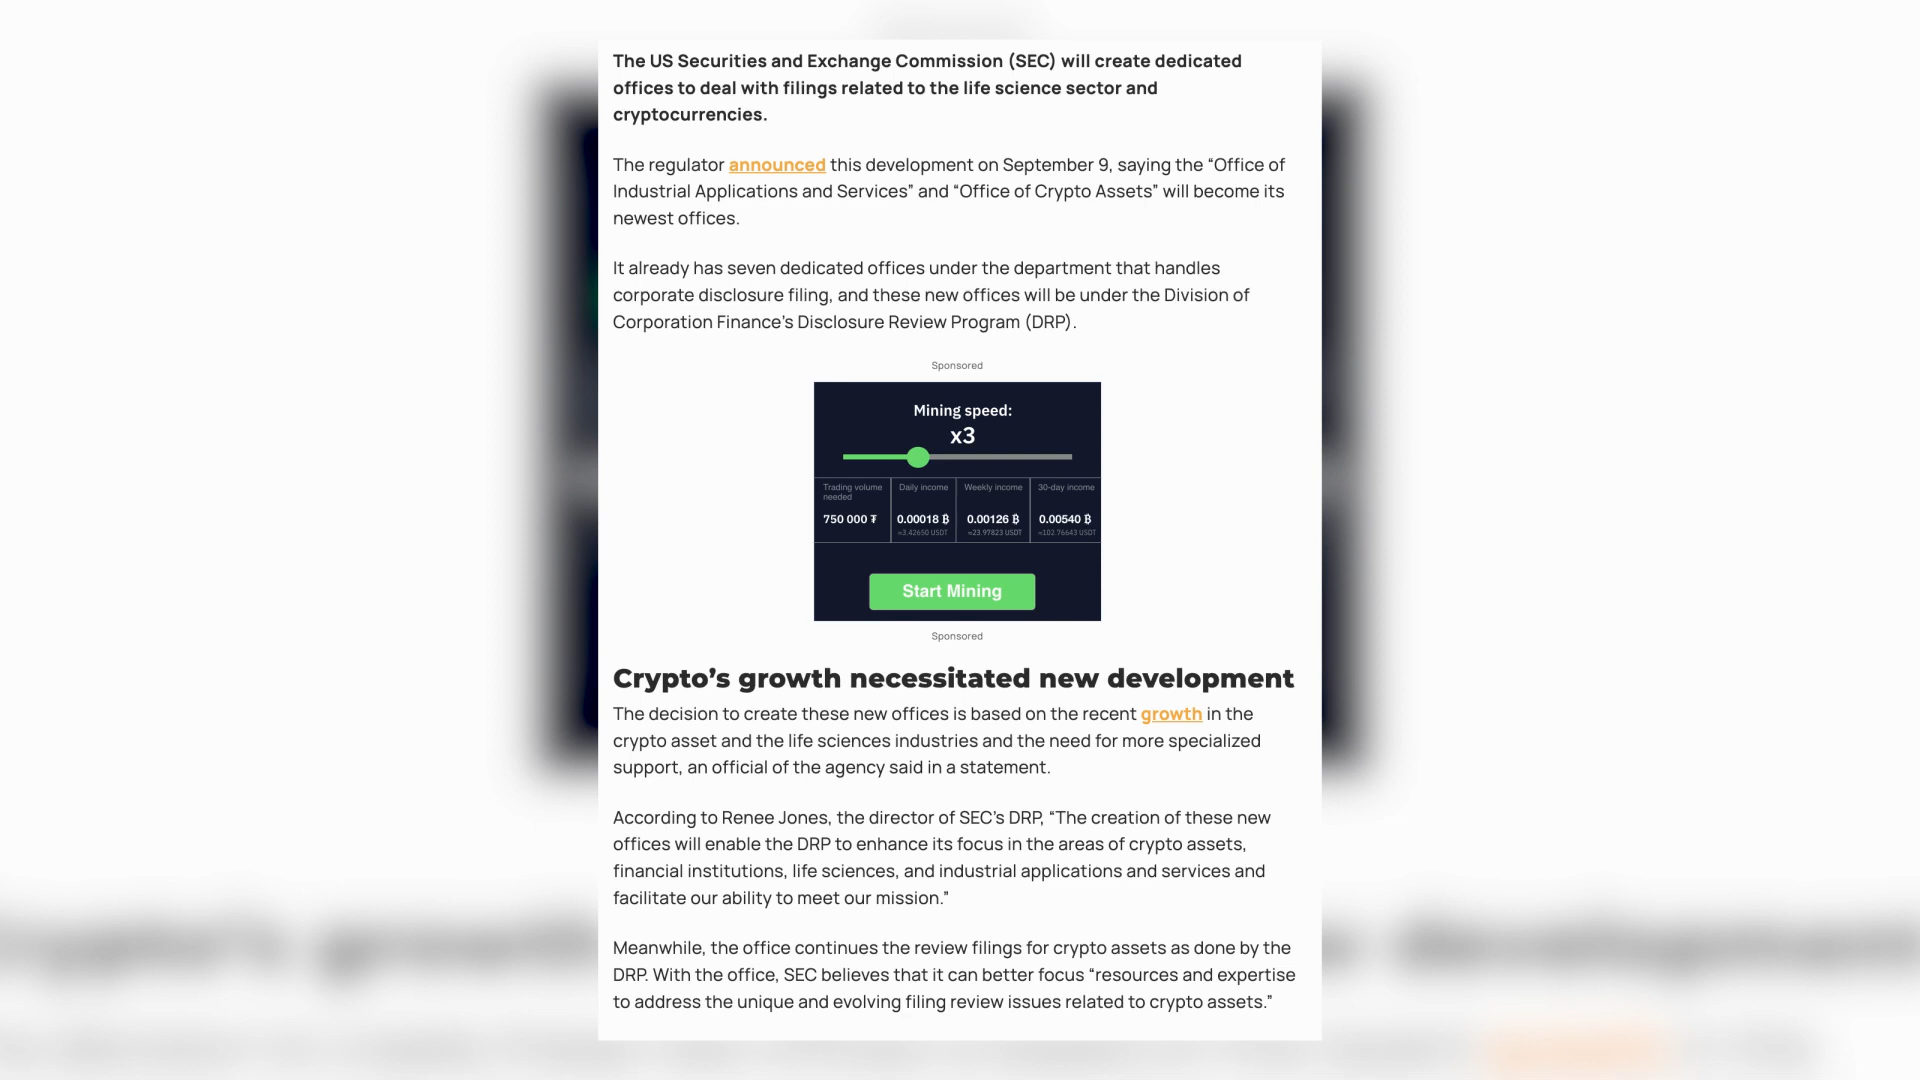 The US Securities and Exchange Commission (SEC) will create dedicated
offices to deal with filings related to the life science sector and
cryptocurrencies.
The regulator announced this development on September 9, saying the “Office of
Industrial Applications and Services” and “Office of Crypto Assets” will become its
newest offices.
It already has seven dedicated offices under the department that handles
corporate disclosure filing, and these new offices will be under the Division of
Corporation Finance’s Disclosure Review Program (DRP).
Sponsored
Mining speed:
x3
Trading volume needed
Daily income
Weekly income
30-day income
750 000 ₮
0.00018 ₿
0.00126 ₿
0.00540 ₿
≈3.42650 USDT
≈23.97823 USDT
≈102.76643 USDT
Start Mining
Sponsored
Crypto’s growth necessitated new development
The decision to create these new offices is based on the recent growth in the
crypto asset and the life sciences industries and the need for more specialized
support, an official of the agency said in a statement.
According to Renee Jones, the director of SEC’s DRP, “The creation of these new
offices will enable the DRP to enhance its focus in the areas of crypto assets,
financial institutions, life sciences, and industrial applications and services and
facilitate our ability to meet our mission.”
Meanwhile, the office continues the review filings for crypto assets as done by the
DRP. With the office, SEC believes that it can better focus “resources and expertise
to address the unique and evolving filing review issues related to crypto assets.”